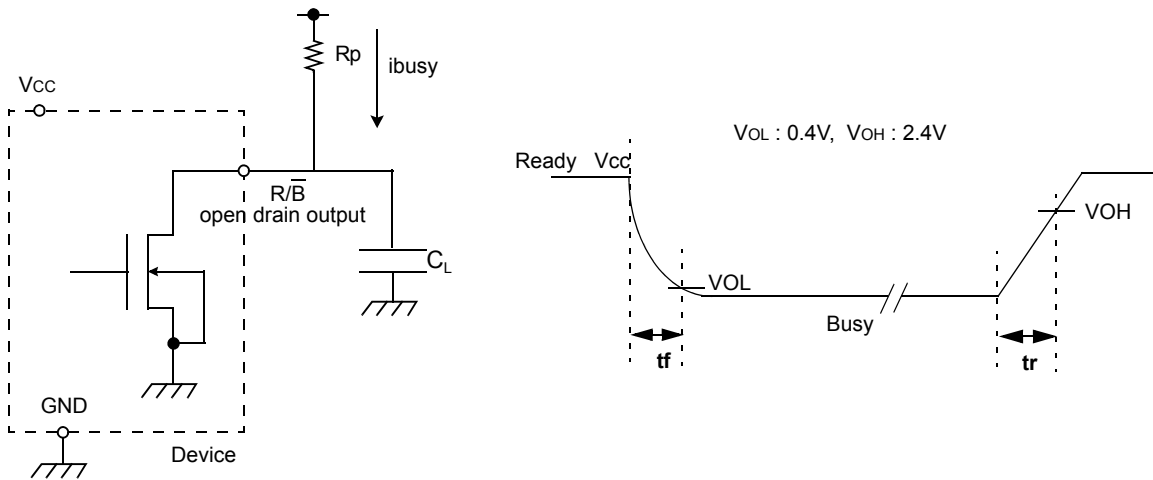 Rp
ibusy
VCC
R/B̅
open drain output
CL
GND
Device
VOL : 0.4V, VOH : 2.4V
Ready Vcc
VOH
VOL
Busy
tf
tr